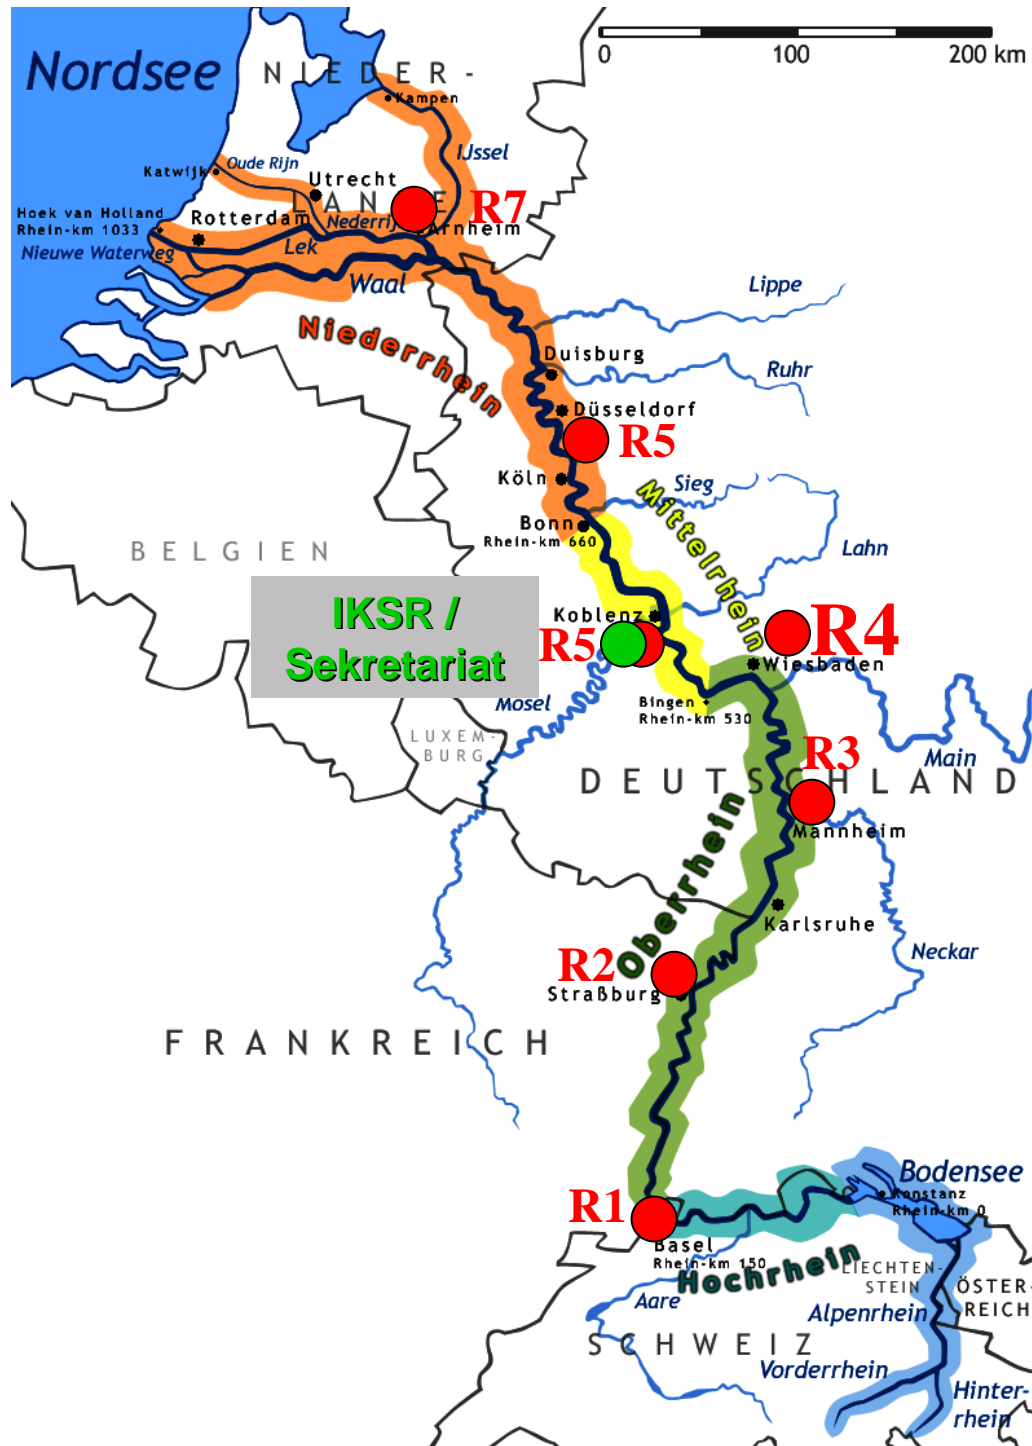 0
100
200 km
Nordsee
NIEDER-
Kampen
IJssel
Katwijk
Oude Rijn
Utrecht
LANDE
R7
Hoek van Holland
Rhein-km 1033
Rotterdam
Nederrij
Arnheim
Nieuwe Waterweg
Lek
Waal
Lippe
Niederrhein
Duisburg
Ruhr
Düsseldorf
R5
Köln
Sieg
Mittelrhein
Bonn
Rhein-km 660
BELGIEN
Lahn
IKSR /
Sekretariat
Koblenz
R5
R4
Wiesbaden
Mosel
Bingen
Rhein-km 530
LUXEM-
BURG
Main
R3
DEUTSCHLAND
Mannheim
Oberrhein
Karlsruhe
Neckar
R2
Straßburg
FRANKREICH
Bodensee
Konstanz
Rhein-km 0
R1
Basel
Rhein-km 150
Hochrhein
LIECHTEN-
STEIN
ÖSTER-
REICH
Aare
Alpenrhein
SCHWEIZ
Vorderrhein
Hinter-
rhein